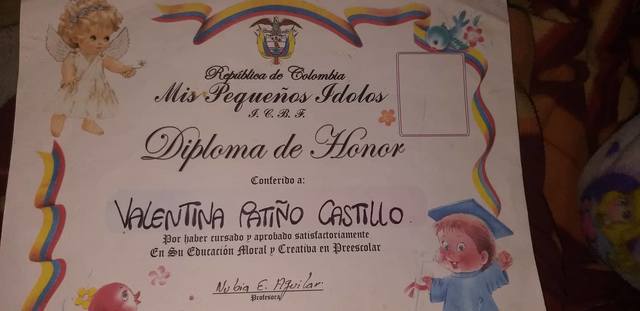 República de Colombia
Mis Pequeños Idolos
I. C. B. F.
Diploma de Honor
Conferido a:
VALENTINA PATIÑO CASTILLO
Por haber cursado y aprobado satisfactoriamente
En Su Educación Moral y Creativa en Preescolar
Nubia E. Aguilar.
Profesora